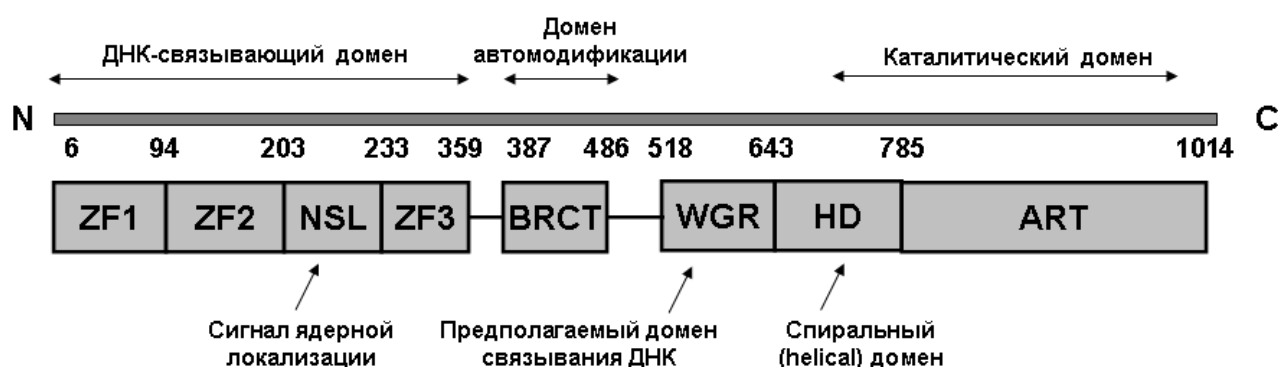 Домен
ДНК-связывающий домен
автомодификации
Каталитический домен
N
C
6 94 203 233 359 387 486 518 643 785 1014
ZF1 ZF2 NSL ZF3 BRCT WGR HD ART
Сигнал ядерной
локализации
Предполагаемый домен
связывания ДНК
Спиральный
(helical) домен